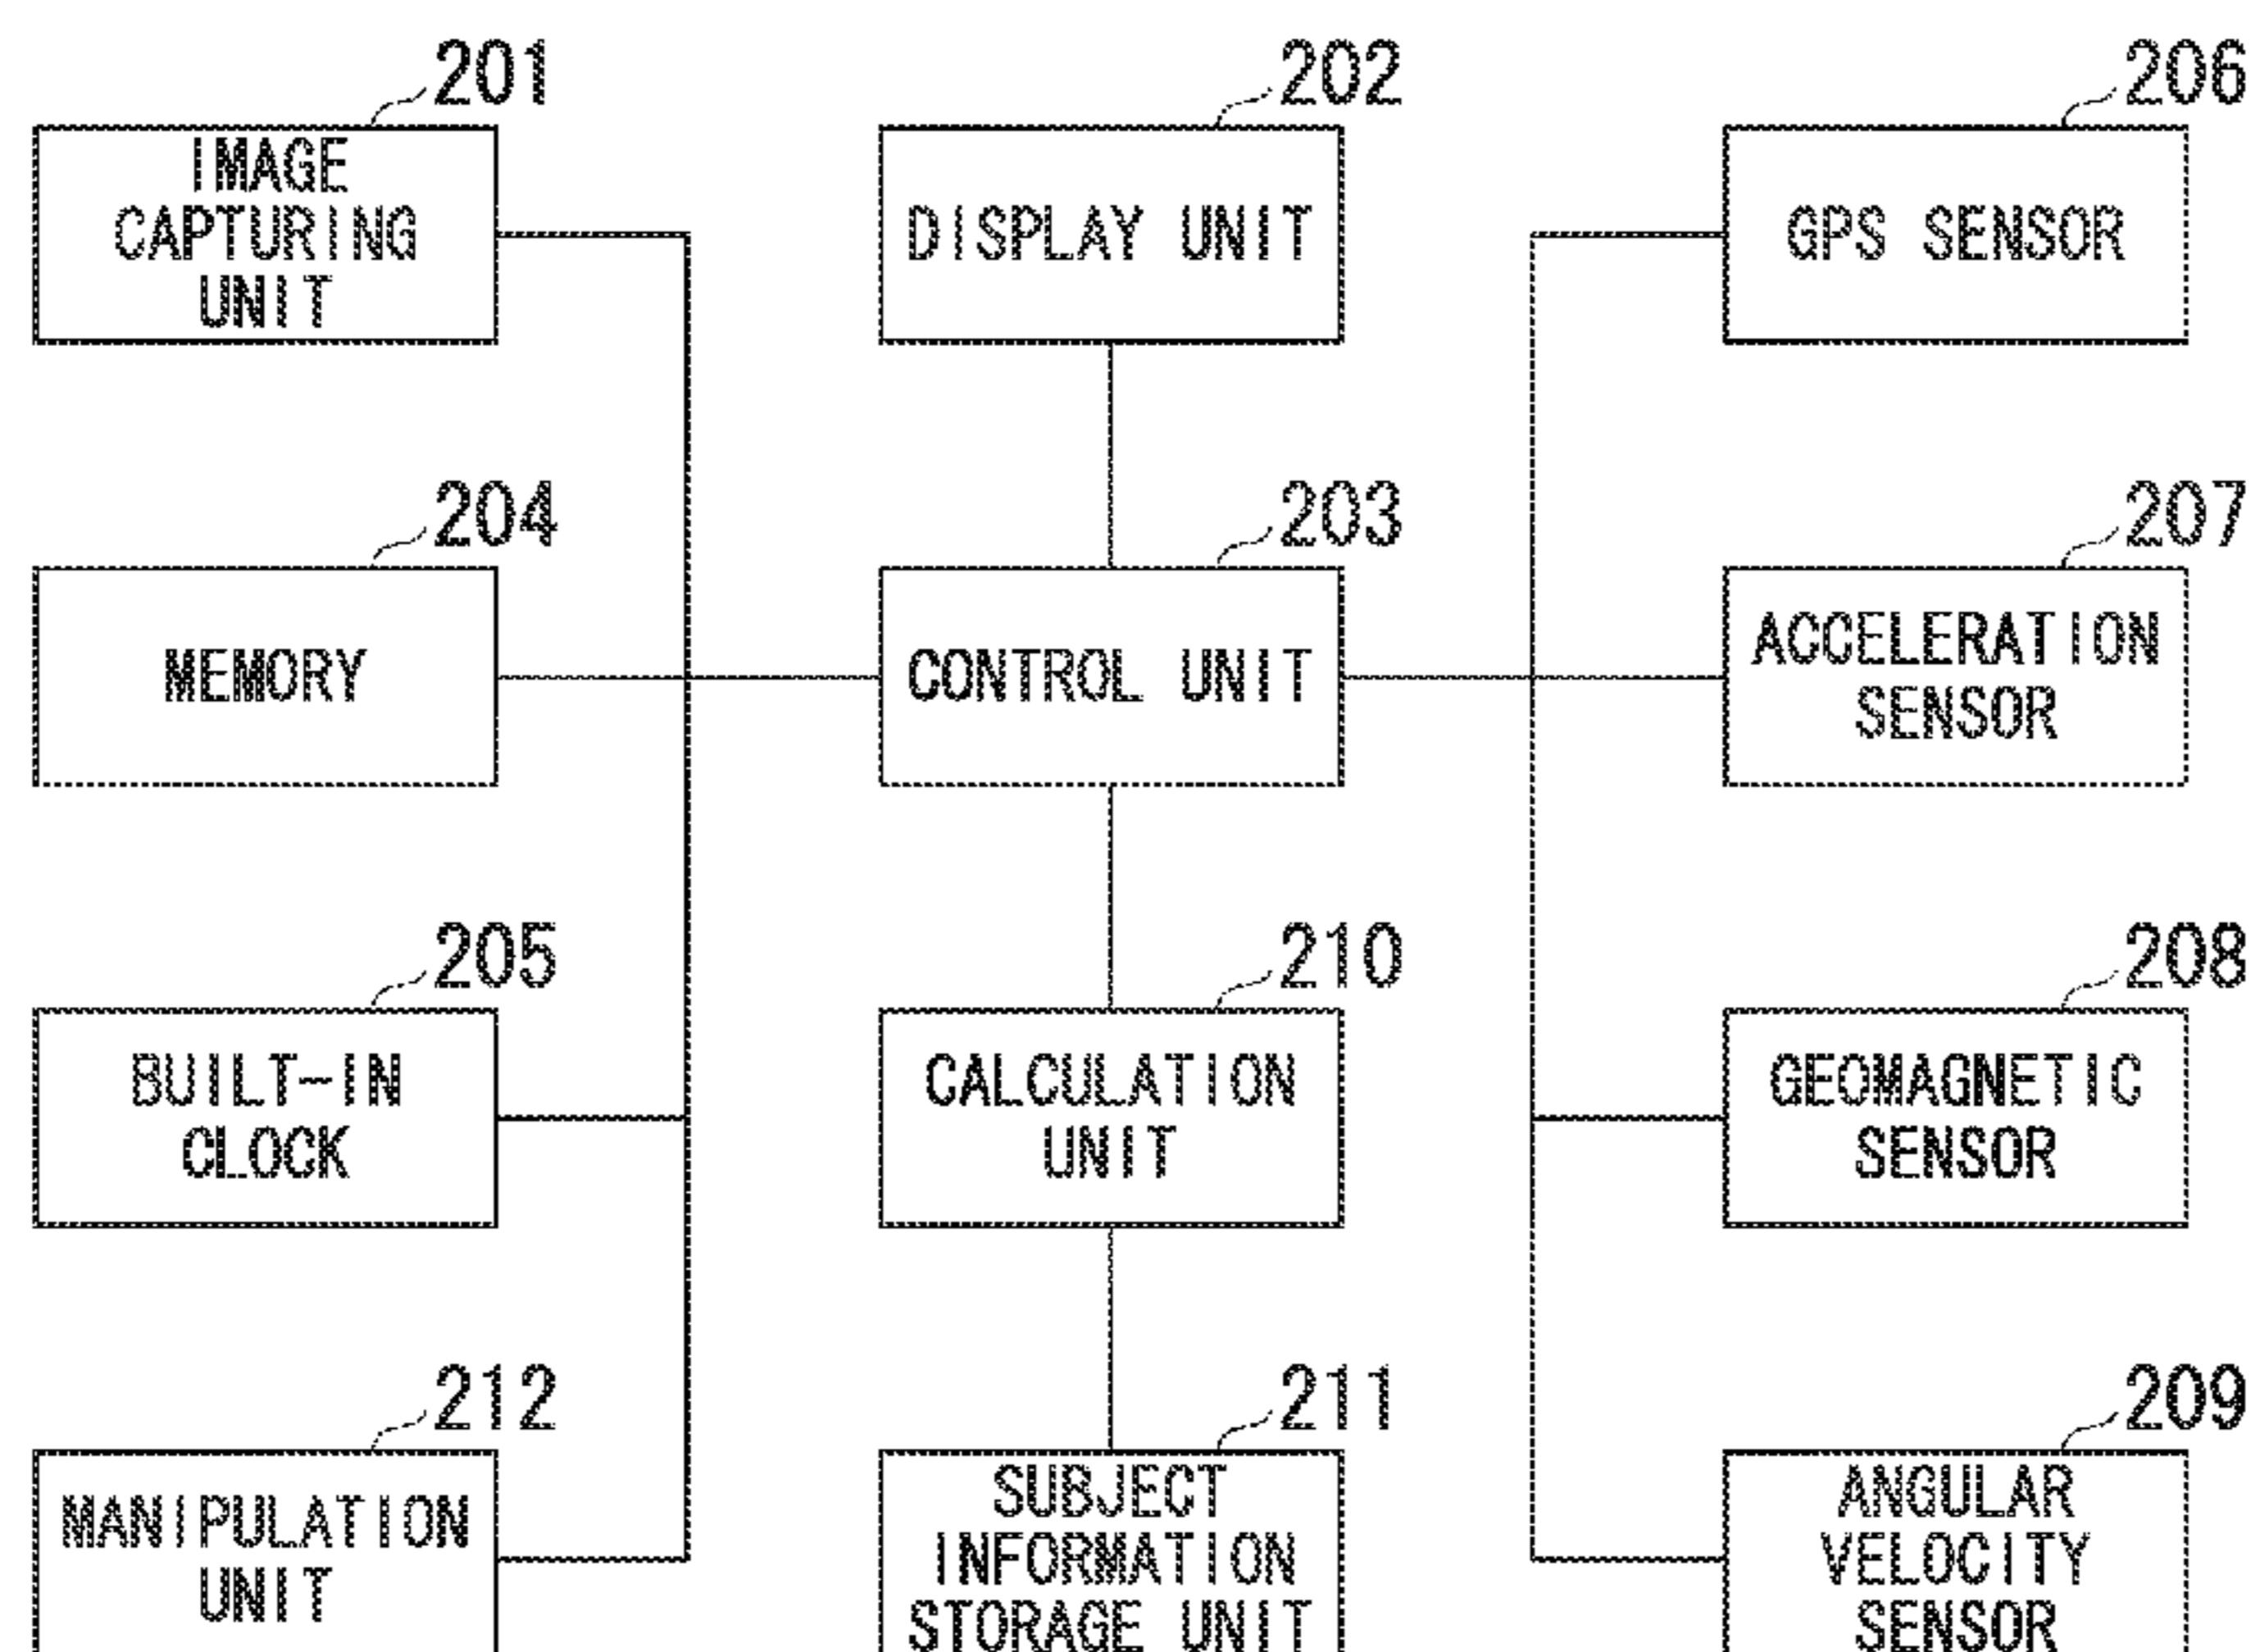 201
IMAGE
CAPTURING
UNIT
202
DISPLAY UNIT
206
GPS SENSOR
204
MEMORY
203
CONTROL UNIT
207
ACCELERATION
SENSOR
205
BUILT-IN
CLOCK
210
CALCULATION
UNIT
208
GEOMAGNETIC
SENSOR
212
MANIPULATION
UNIT
211
SUBJECT
INFORMATION
STORAGE UNIT
209
ANGULAR
VELOCITY
SENSOR